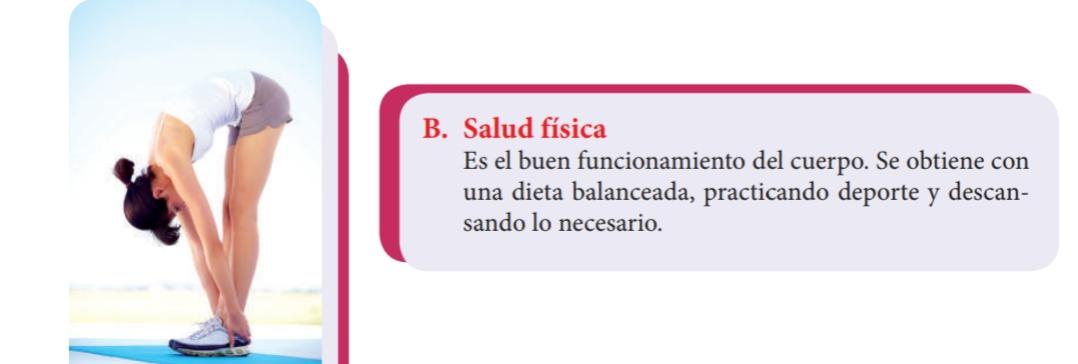 B. Salud física
Es el buen funcionamiento del cuerpo. Se obtiene con
una dieta balanceada, practicando deporte y descan-
sando lo necesario.